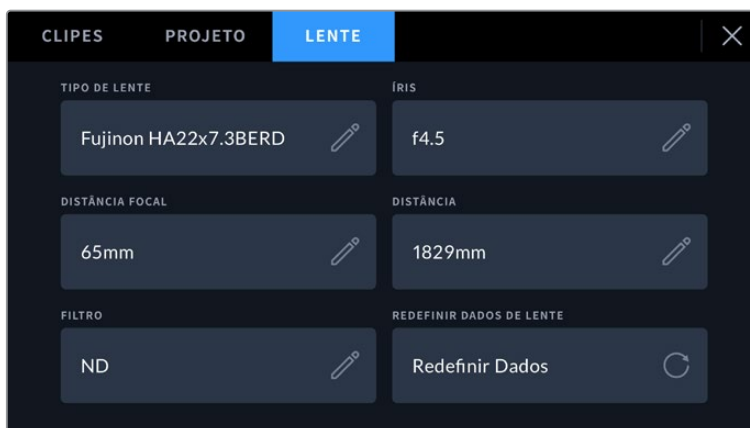 CLIPES PROJETO LENTE
TIPO DE LENTE ÍRIS
Fujinon HA22x7.3BERD f4.5
DISTÂNCIA FOCAL DISTÂNCIA
65mm 1829mm
FILTRO REDEFINIR DADOS DE LENTE
ND Redefinir Dados